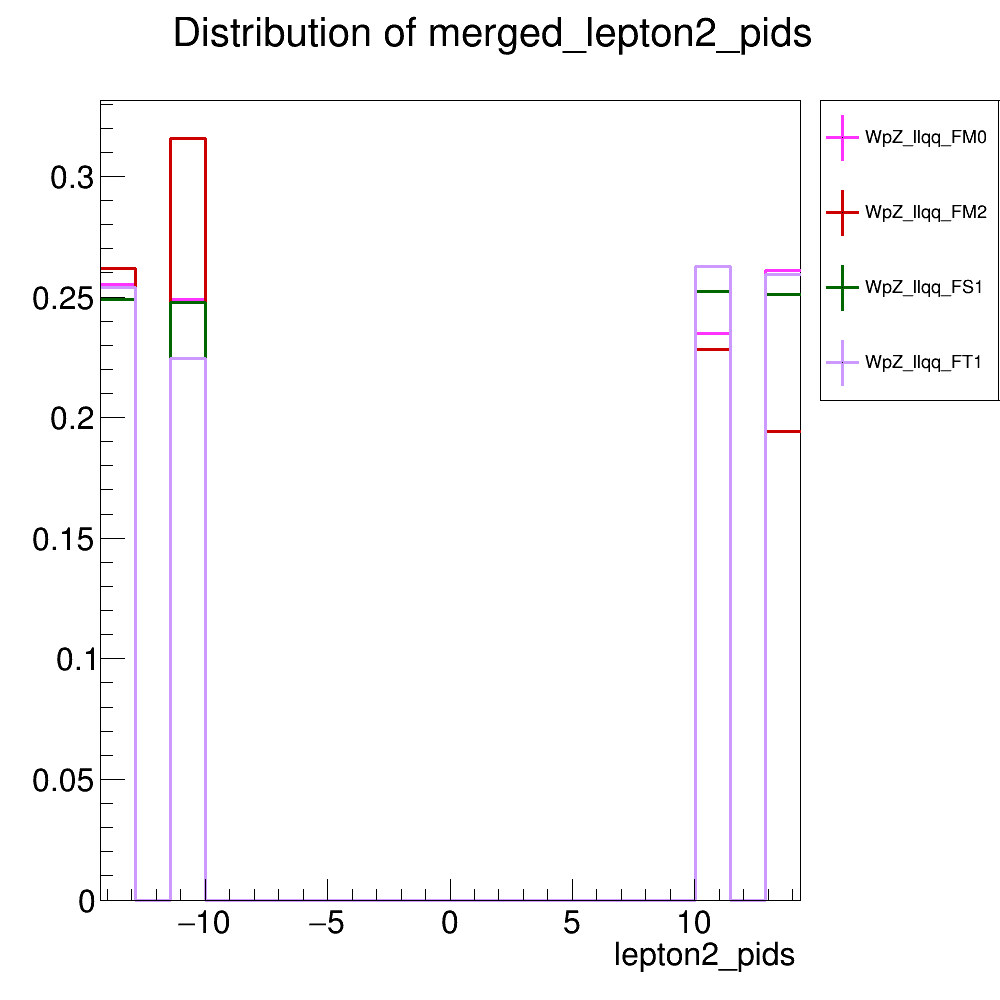 Distribution of merged_lepton2_pids
0.3
0.25
0.2
0.15
0.1
0.05
0
−10
−5
0
5
10
lepton2_pids
WpZ_llqq_FM0
WpZ_llqq_FM2
WpZ_llqq_FS1
WpZ_llqq_FT1